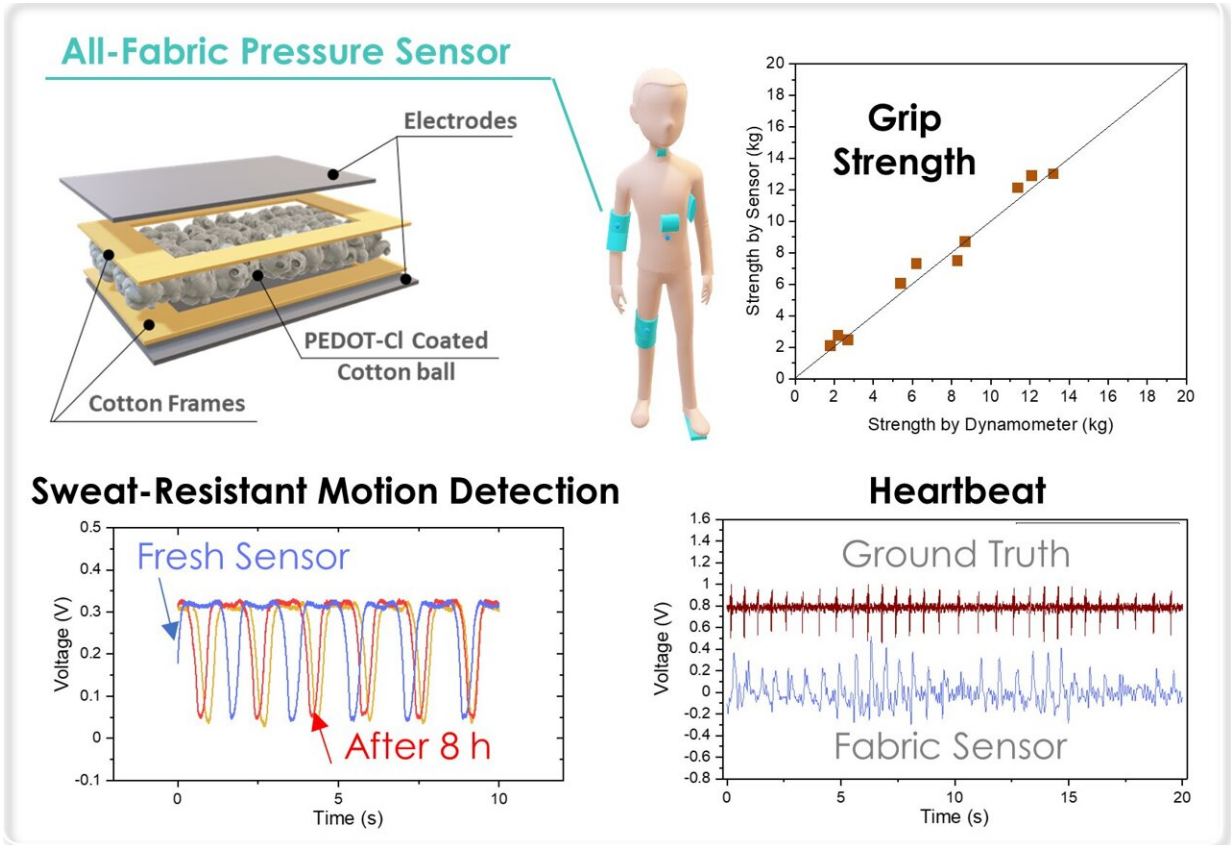 All-Fabric Pressure Sensor
Electrodes
PEDOT-Cl Coated
Cotton ball
Cotton Frames
Grip
Strength
Strength by Sensor (kg)
20
18
16
14
12
10
8
6
4
2
0
0 2 4 6 8 10 12 14 16 18 20
Strength by Dynamometer (kg)
Sweat-Resistant Motion Detection
Fresh Sensor
After 8 h
Voltage (V)
0.5
0.4
0.3
0.2
0.1
0
-0.1
0 5 10
Time (s)
Heartbeat
Ground Truth
Fabric Sensor
Voltage (V)
1.6
1.4
1.2
1
0.8
0.6
0.4
0.2
0
-0.2
-0.4
-0.6
-0.8
0 5 10 15 20
Time (s)